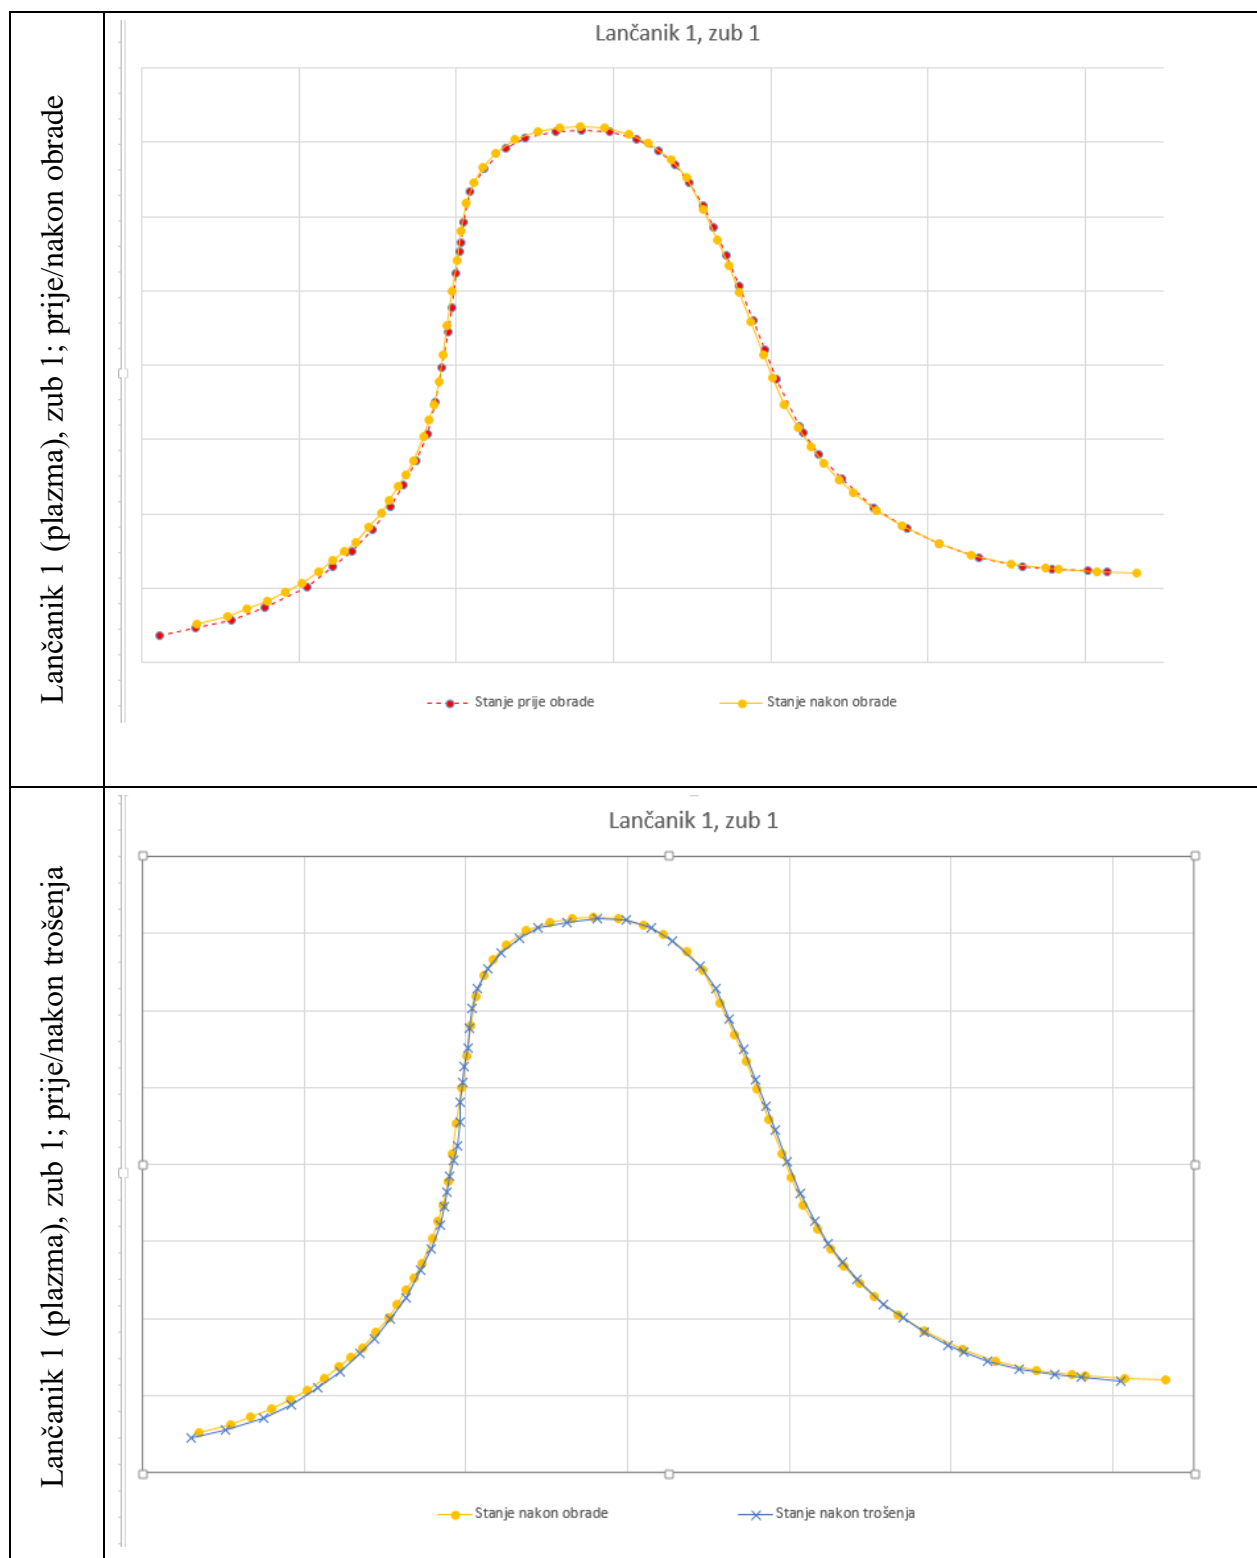 Lančanik 1 (plazma), zub 1; prije/nakon obrade
Lančanik 1, zub 1
Stanje prije obrade
Stanje nakon obrade
Lančanik 1 (plazma), zub 1; prije/nakon trošenja
Lančanik 1, zub 1
Stanje nakon obrade
Stanje nakon trošenja